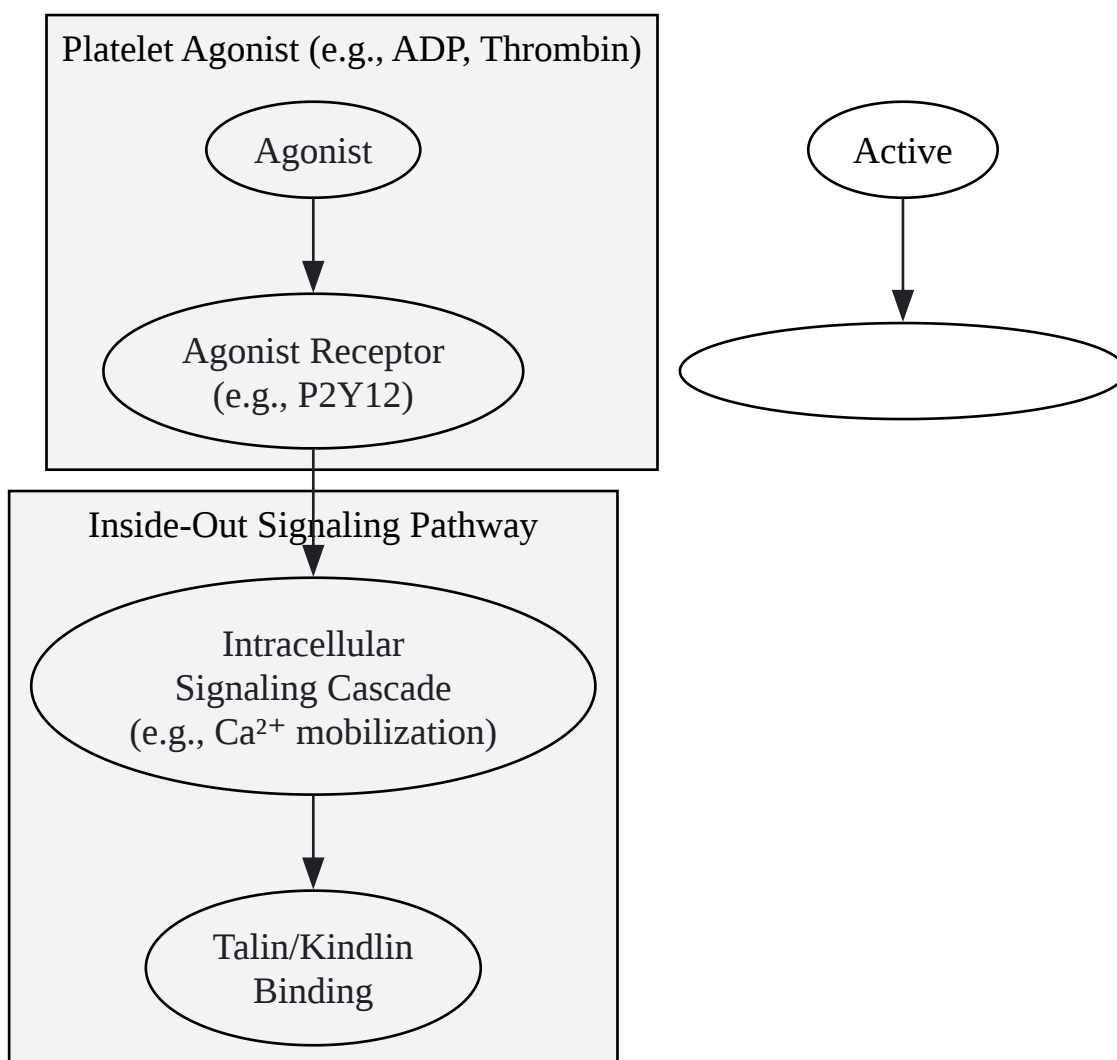 Platelet Agonist (e.g., ADP, Thrombin)
Agonist
Active
Agonist Receptor
(e.g., P2Y12)
Inside-Out Signaling Pathway
Intracellular
Signaling Cascade
(e.g., Ca²⁺ mobilization)
Talin/Kindlin
Binding